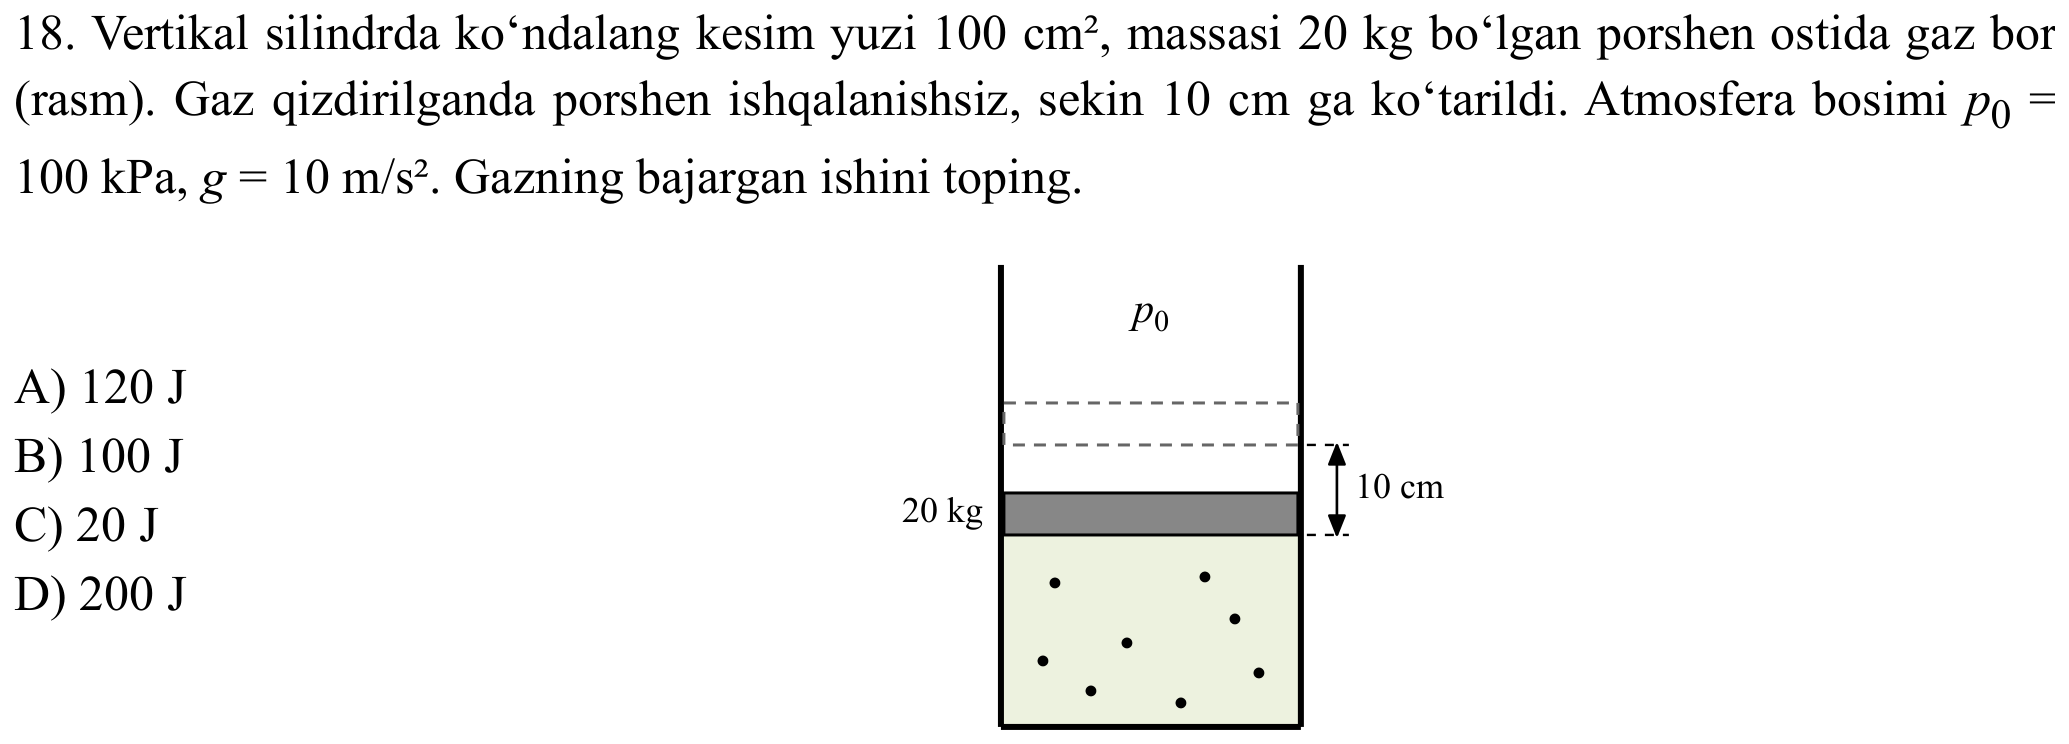 18. Vertikal silindrda ko‘ndalang kesim yuzi 100 cm², massasi 20 kg bo‘lgan porshen ostida gaz bor
(rasm). Gaz qizdirilganda porshen ishqalanishsiz, sekin 10 cm ga ko‘tarildi. Atmosfera bosimi p₀ =
100 kPa, g = 10 m/s². Gazning bajargan ishini toping.
p₀
A) 120 J
B) 100 J
10 cm
20 kg
C) 20 J
D) 200 J